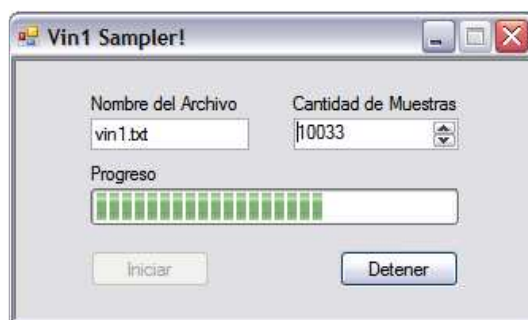 Vin1 Sampler!
Nombre del Archivo
Cantidad de Muestras
vin1.txt
10033
Progreso
Iniciar
Detener